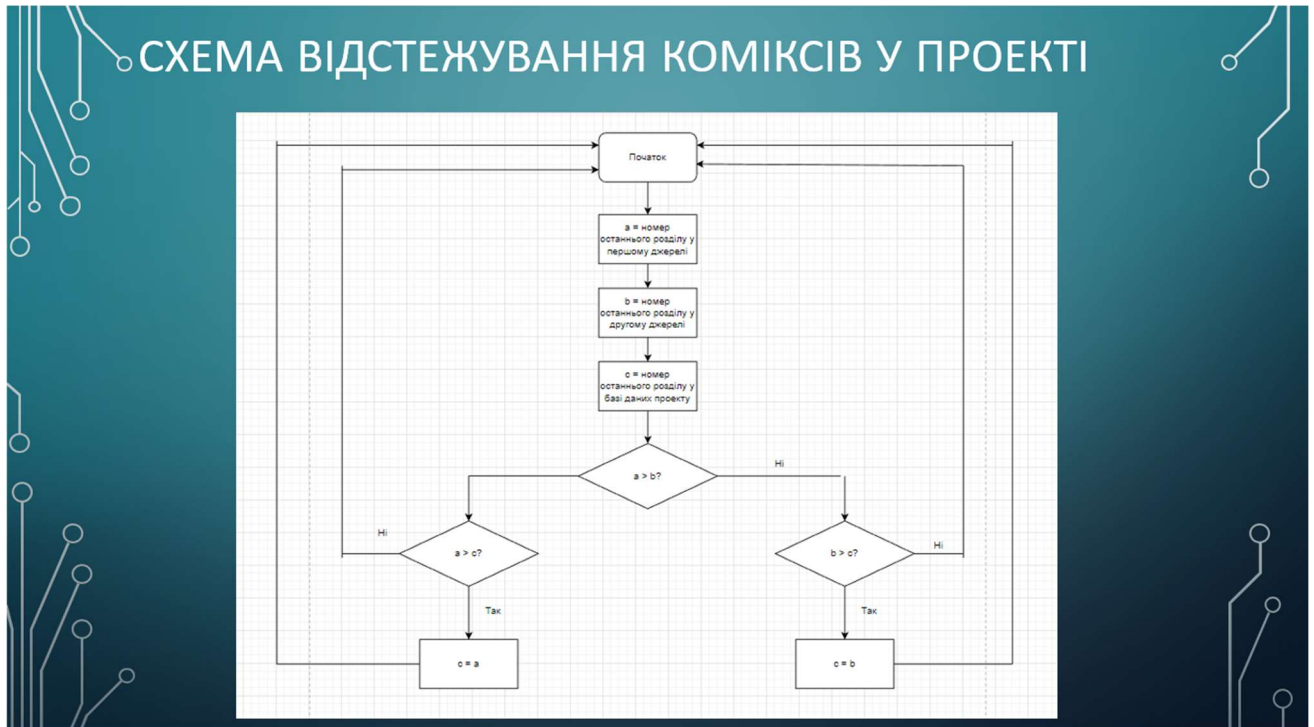 СХЕМА ВІДСТЕЖУВАННЯ КОМІКСІВ У ПРОЕКТІ
Початок
a = номер
останнього розділу у
першому джерелі
b = номер
останнього розділу у
другому джерелі
c = номер
останнього розділу у
базі даних проекту
a > b?
Ні
Ні
a > c?
b > c?
Ні
Так
Так
c = a
c = b